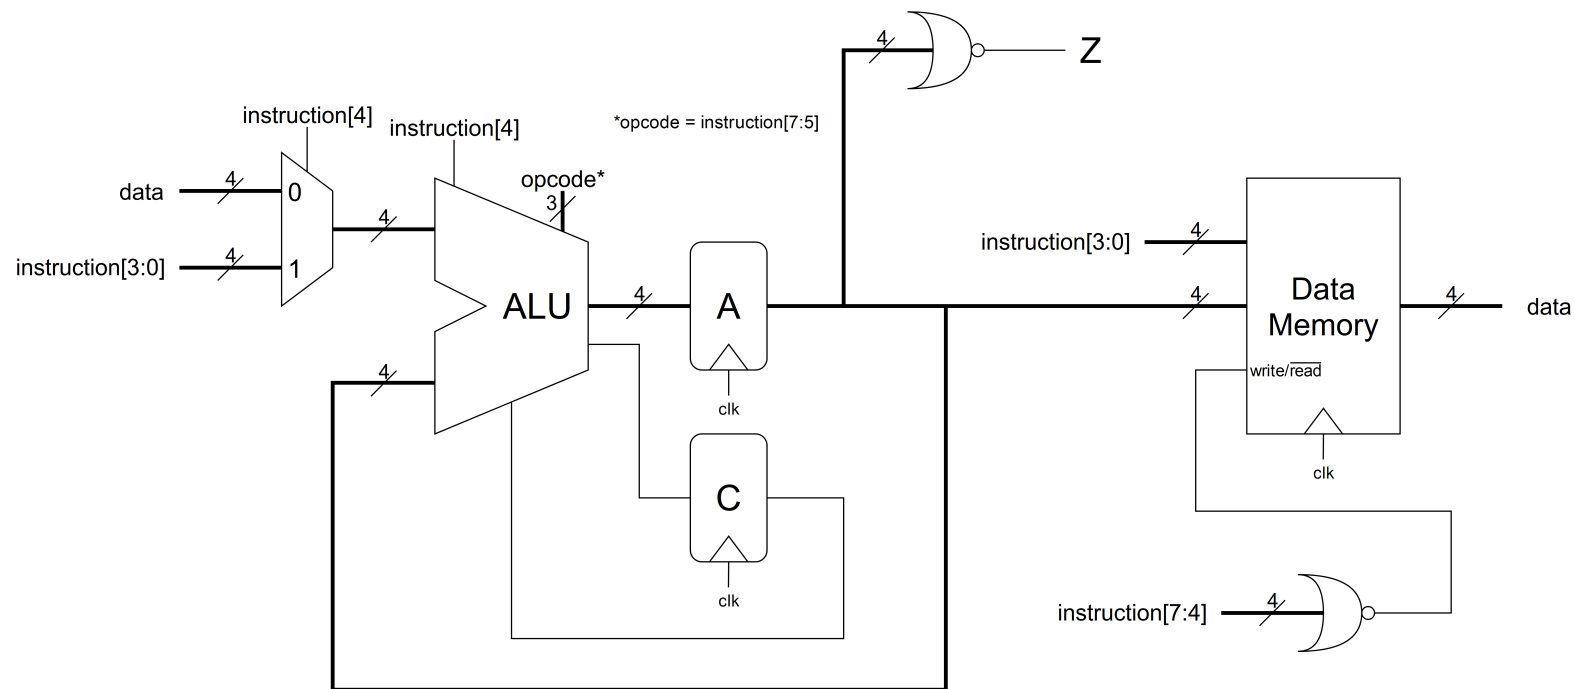 4
Z
instruction[4]
instruction[4]
*opcode = instruction[7:5]
opcode*
3
data
4
0
4
instruction[3:0]
4
1
ALU
4
A
clk
4
C
clk
instruction[3:0]
4
4
Data
Memory
write/read
clk
4
data
instruction[7:4]
4